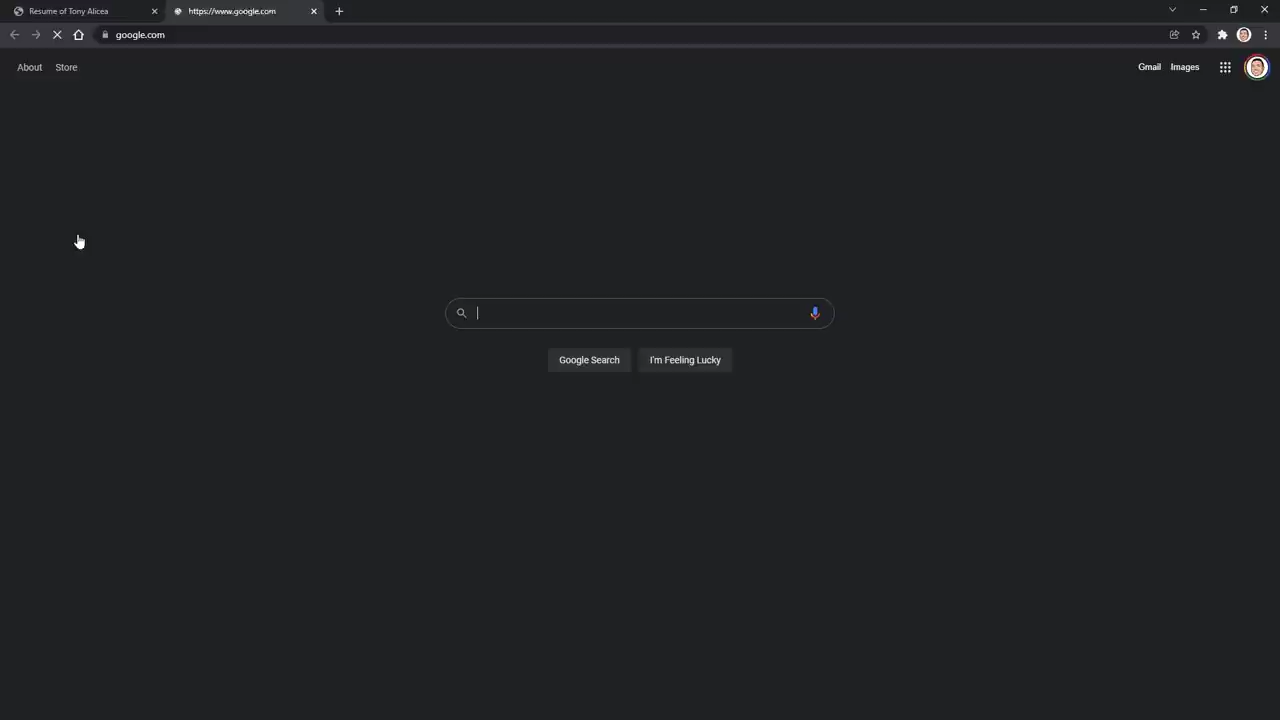 Resume of Tony Alicea
https://www.google.com
google.com
About
Store
Gmail
Images
Google Search
I'm Feeling Lucky